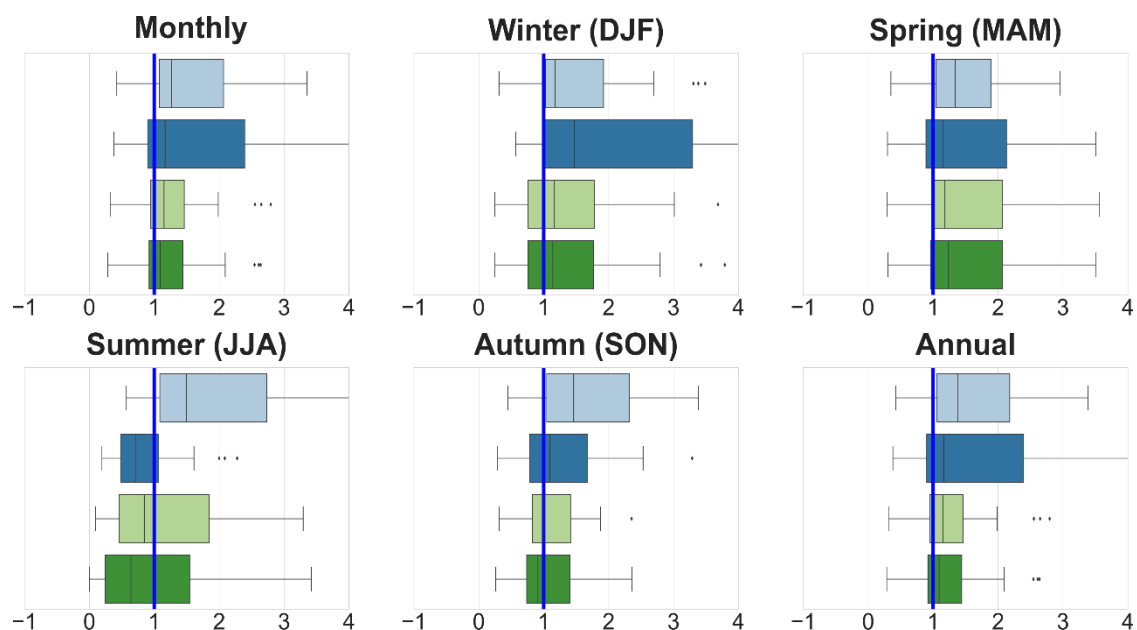 Monthly Winter (DJF) Spring (MAM)
−1 0 1 2 3 4 −1 0 1 2 3 4 −1 0 1 2 3 4
Summer (JJA) Autumn (SON) Annual
−1 0 1 2 3 4 −1 0 1 2 3 4 −1 0 1 2 3 4